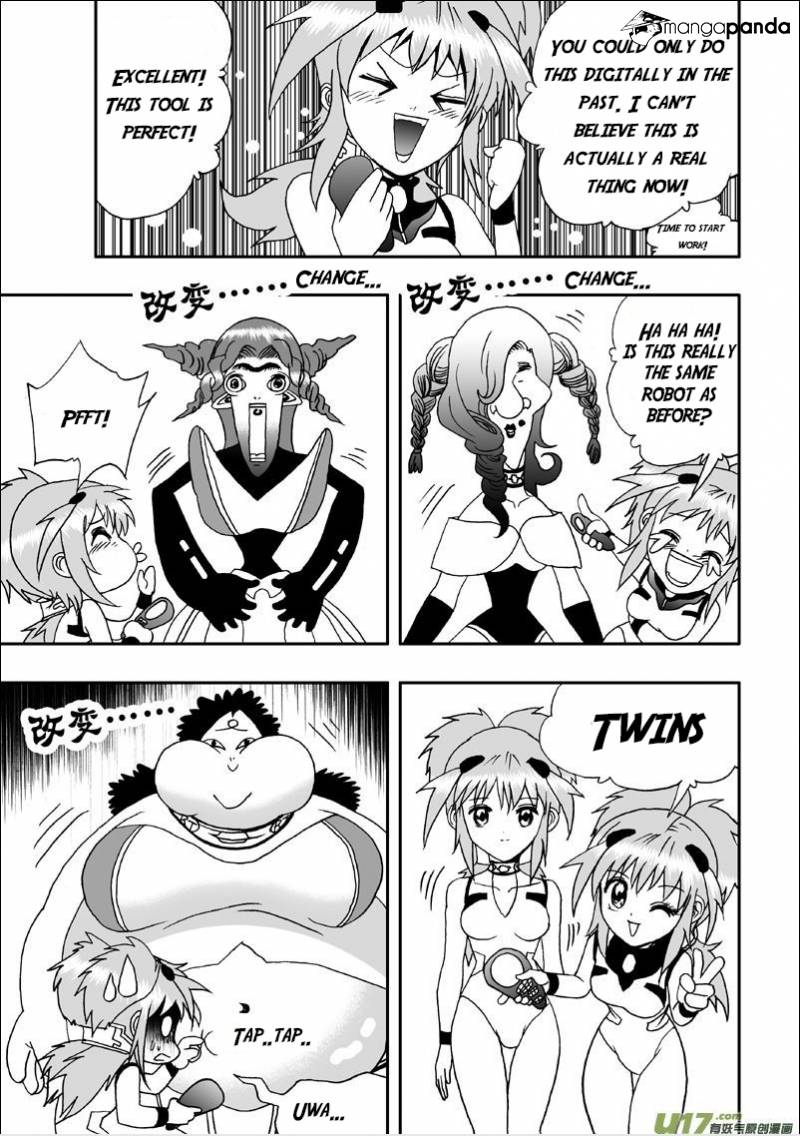 mangapanda
EXCELLENT!
THIS TOOL IS
PERFECT!
YOU COULD ONLY DO
THIS DIGITALLY IN THE
PAST. I CAN'T
BELIEVE THIS IS
ACTUALLY A REAL
THING NOW!
TIME TO START
WORK!
改变…… CHANGE...
PFFT!
改变…… CHANGE...
HA HA HA!
IS THIS REALLY
THE SAME
ROBOT AS
BEFORE?
改变……
TAP..TAP..
UWA...
TWINS
U17.com
有妖气原创漫画